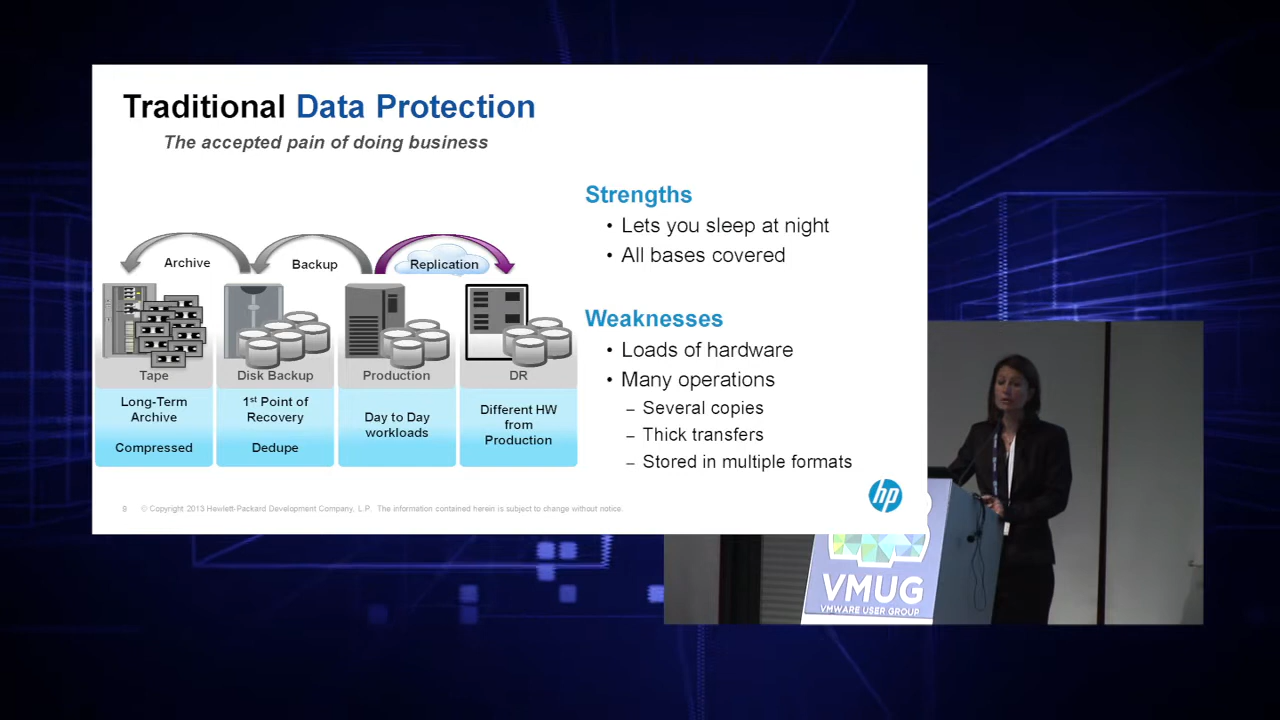 Traditional Data Protection
The accepted pain of doing business
Archive
Backup
Replication
Tape
Disk Backup
Production
DR
Long-Term
Archive
Compressed
1st Point of
Recovery
Dedupe
Day to Day
workloads
Different HW
from
Production
Strengths
• Lets you sleep at night
• All bases covered
Weaknesses
• Loads of hardware
• Many operations
– Several copies
– Thick transfers
– Stored in multiple formats
hp
9 © Copyright 2013 Hewlett-Packard Development Company, L.P. The information contained herein is subject to change without notice.
VMUG
VMWARE USER GROUP